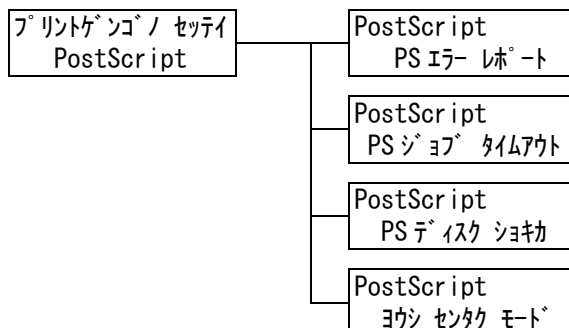 ﾌﾟﾘﾝﾄｹﾞﾝｺﾞﾉ ｾｯﾃｲ
PostScript
PostScript
PS ｴﾗｰ ﾚﾎﾟｰﾄ
PostScript
PS ｼﾞｮﾌﾞ ﾀｲﾑｱｳﾄ
PostScript
PS ﾃﾞｨｽｸ ｼｮｷｶ
PostScript
ﾖｳｼ ｾﾝﾀｸ ﾓｰﾄﾞ